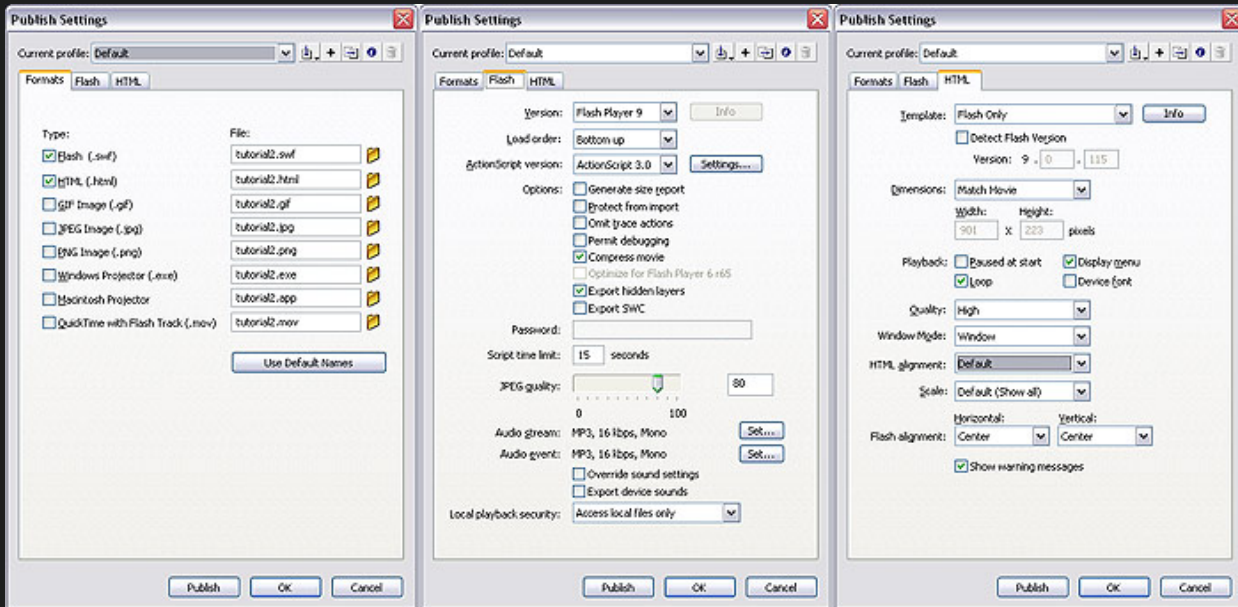 Publish Settings
Current profile: Default
Formats Flash HTML
Type: File:
Flash (.swf) tutorial2.swf
HTML (.html) tutorial2.html
GIF Image (.gif) tutorial2.gif
JPEG Image (.jpg) tutorial2.jpg
PNG Image (.png) tutorial2.png
Windows Projector (.exe) tutorial2.exe
Macintosh Projector tutorial2.app
QuickTime with Flash Track (.mov) tutorial2.mov
Use Default Names
Publish OK Cancel
Publish Settings
Current profile: Default
Formats Flash HTML
Version: Flash Player 9 Info
Load order: Bottom up
ActionScript version: ActionScript 3.0 Settings...
Options: Generate size report
Protect from import
Omit trace actions
Permit debugging
Compress movie
Optimize for Flash Player 6 r65
Export hidden layers
Export SWC
Password:
Script time limit: 15 seconds
JPEG quality: 80
0 100
Audio stream: MP3, 16 kbps, Mono Set...
Audio event: MP3, 16 kbps, Mono Set...
Override sound settings
Export device sounds
Local playback security: Access local files only
Publish OK Cancel
Publish Settings
Current profile: Default
Formats Flash HTML
Template: Flash Only Info
Detect Flash Version
Version: 9 . 0 . 115
Dimensions: Match Movie
Width: Height:
901 X 223 pixels
Playback: Paused at start Display menu
Loop Device font
Quality: High
Window Mode: Window
HTML alignment: Default
Scale: Default (Show all)
Horizontal: Vertical:
Flash alignment: Center Center
Show warning messages
Publish OK Cancel